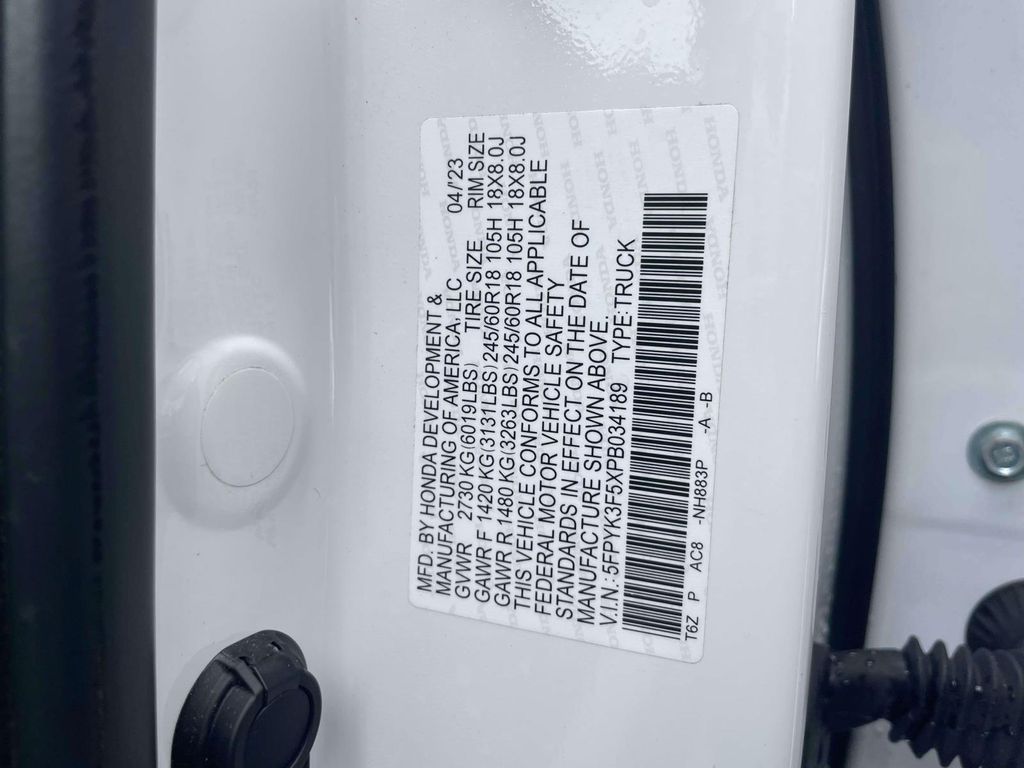 MFD. BY HONDA DEVELOPMENT &
MANUFACTURING OF AMERICA, LLC 04/'23
GVWR 2730 KG(6019LBS) TIRE SIZE RIM SIZE
GAWR F 1420 KG(3131LBS) 245/60R18 105H 18X8.0J
GAWR R 1480 KG(3263LBS) 245/60R18 105H 18X8.0J
THIS VEHICLE CONFORMS TO ALL APPLICABLE
FEDERAL MOTOR VEHICLE SAFETY
STANDARDS IN EFFECT ON THE DATE OF
MANUFACTURE SHOWN ABOVE.
V.I.N.:5FPYK3F5XPB034189 TYPE:TRUCK
T6Z P AC8 -NH883P -A -B